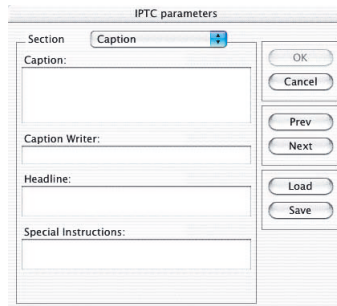 IPTC parameters
Section
Caption
Caption:
Caption Writer:
Headline:
Special Instructions:
OK
Cancel
Prev
Next
Load
Save